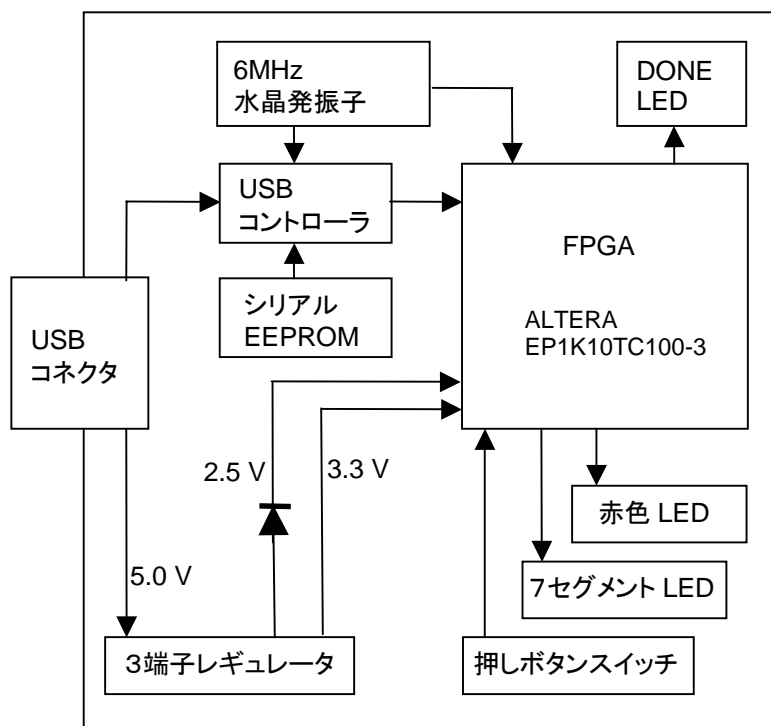 6MHz
水晶発振子
DONE
LED
USB
コントローラ
FPGA
ALTERA
EP1K10TC100-3
シリアル
EEPROM
USB
コネクタ
2.5 V
3.3 V
5.0 V
赤色 LED
７セグメント LED
３端子レギュレータ
押しボタンスイッチ